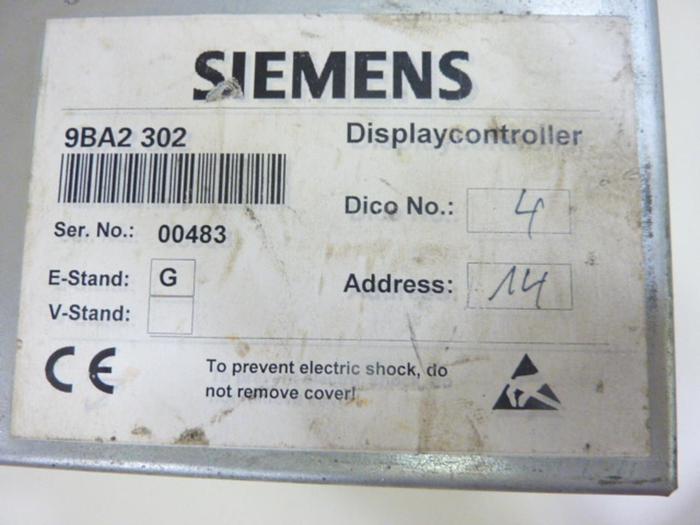 SIEMENS
9BA2 302
Displaycontroller
Dico No.: 4
Ser. No.: 00483
E-Stand: G
Address: 14
V-Stand:
CE
To prevent electric shock, do
not remove cover!